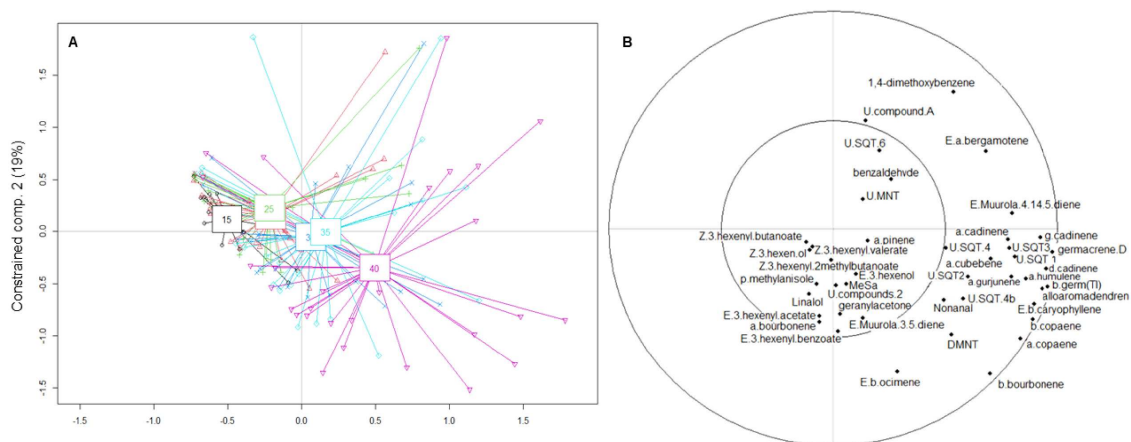 A
Constrained comp. 2 (19%)
1.5
1.0
0.5
0.0
-0.5
-1.0
-1.5
-1.5
-1.0
-0.5
0.0
0.5
1.0
1.5
15
25
3
35
40
B
1,4-dimethoxybenzene
U.compound.A
U.SQT.6
E.a.bergamotene
benzaldehyde
U.MNT
E.Muurola.4.14.5.diene
a.cadinene
g.cadinene
Z.3.hexenyl.butanoate
a.pinene
Z.3.hexen.ol
Z.3.hexenyl.valerate
U.SQT.4
U.SQT3
germacrene.D
a.cubebene
U.SQT.1
Z.3.hexenyl.2methylbutanoate
d.cadinene
p.methylanisole
E.3.hexenol
U.SQT2
a.gurjunene
a.humulene
MeSa
b.germ(TI)
Linalol
U.compounds.2
alloaromadendren
geranylacetone
Nonanal
U.SQT.4b
E.b.caryophyllene
E.3.hexenyl.acetate
a.bourbonene
E.Muurola.3.5.diene
b.copaene
E.3.hexenyl.benzoate
DMNT
a.copaene
E.b.ocimene
b.bourbonene